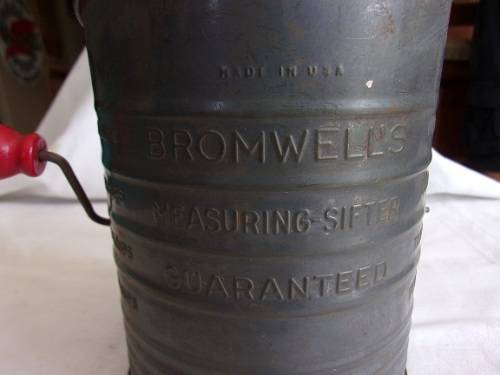 MADE IN USA
BROMWELL'S
MEASURING-SIFTER
GUARANTEED